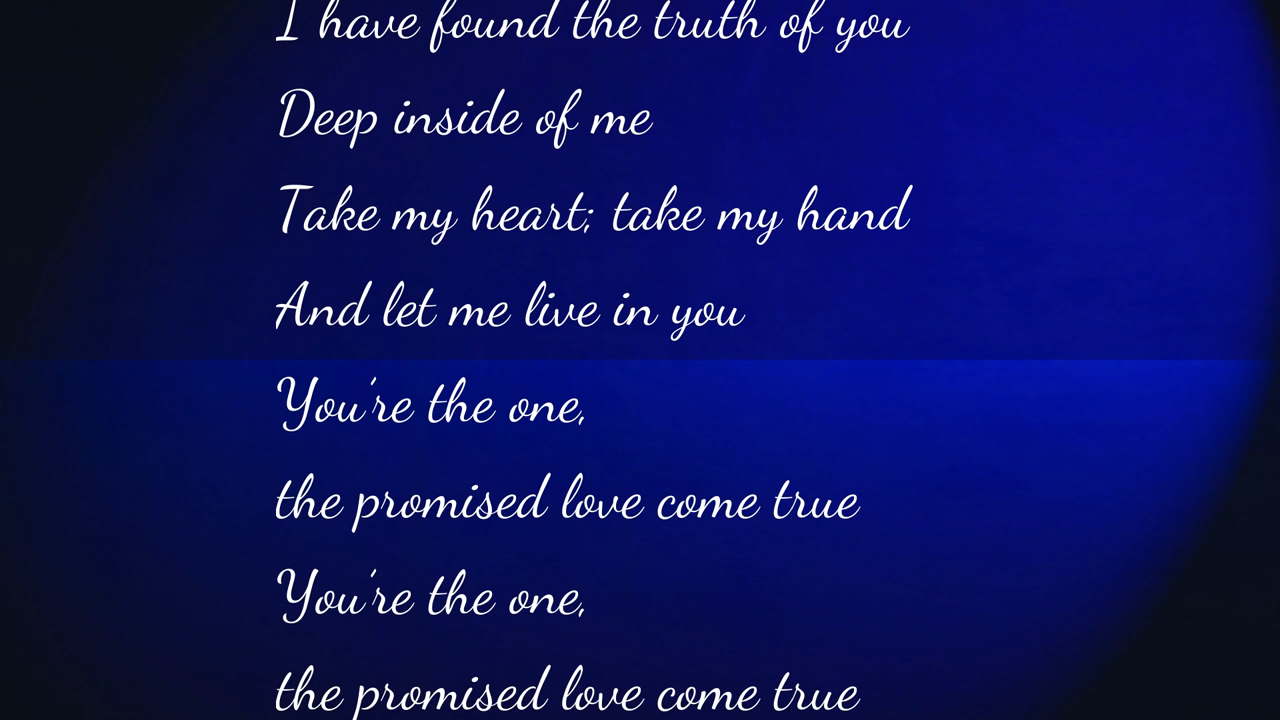 I have found the truth of you
Deep inside of me
Take my heart; take my hand
And let me live in you
You're the one,
the promised love come true
You're the one,
the promised love come true